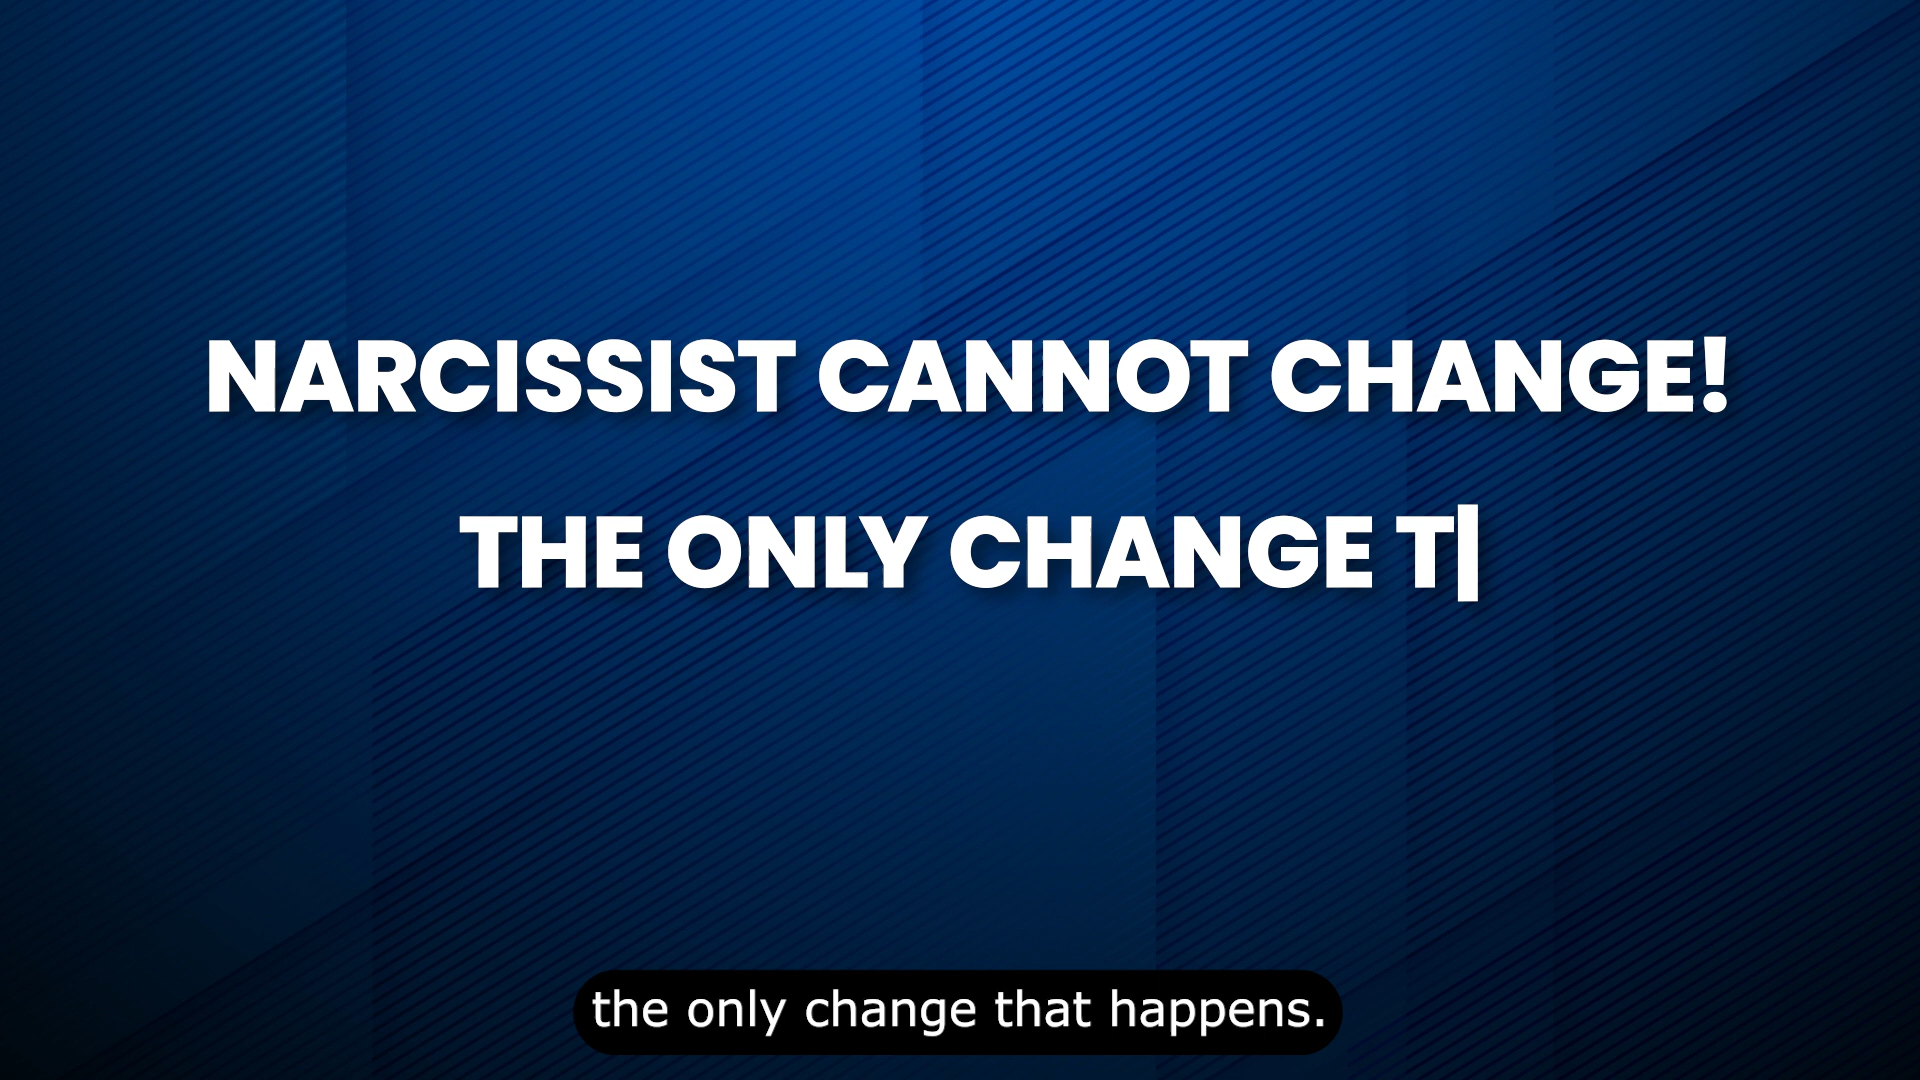 NARCISSIST CANNOT CHANGE!
THE ONLY CHANGE T
the only change that happens.